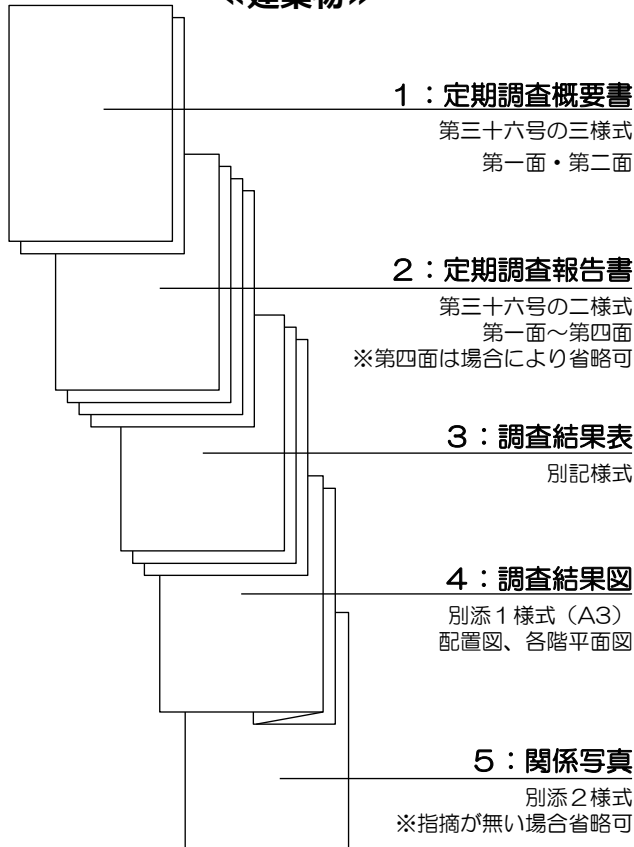 ≪建築物≫
1：定期調査概要書
第三十六号の三様式
第一面・第二面
2：定期調査報告書
第三十六号の二様式
第一面～第四面
※第四面は場合により省略可
3：調査結果表
別記様式
4：調査結果図
別添1様式（A3）
配置図、各階平面図
5：関係写真
別添2様式
※指摘が無い場合省略可